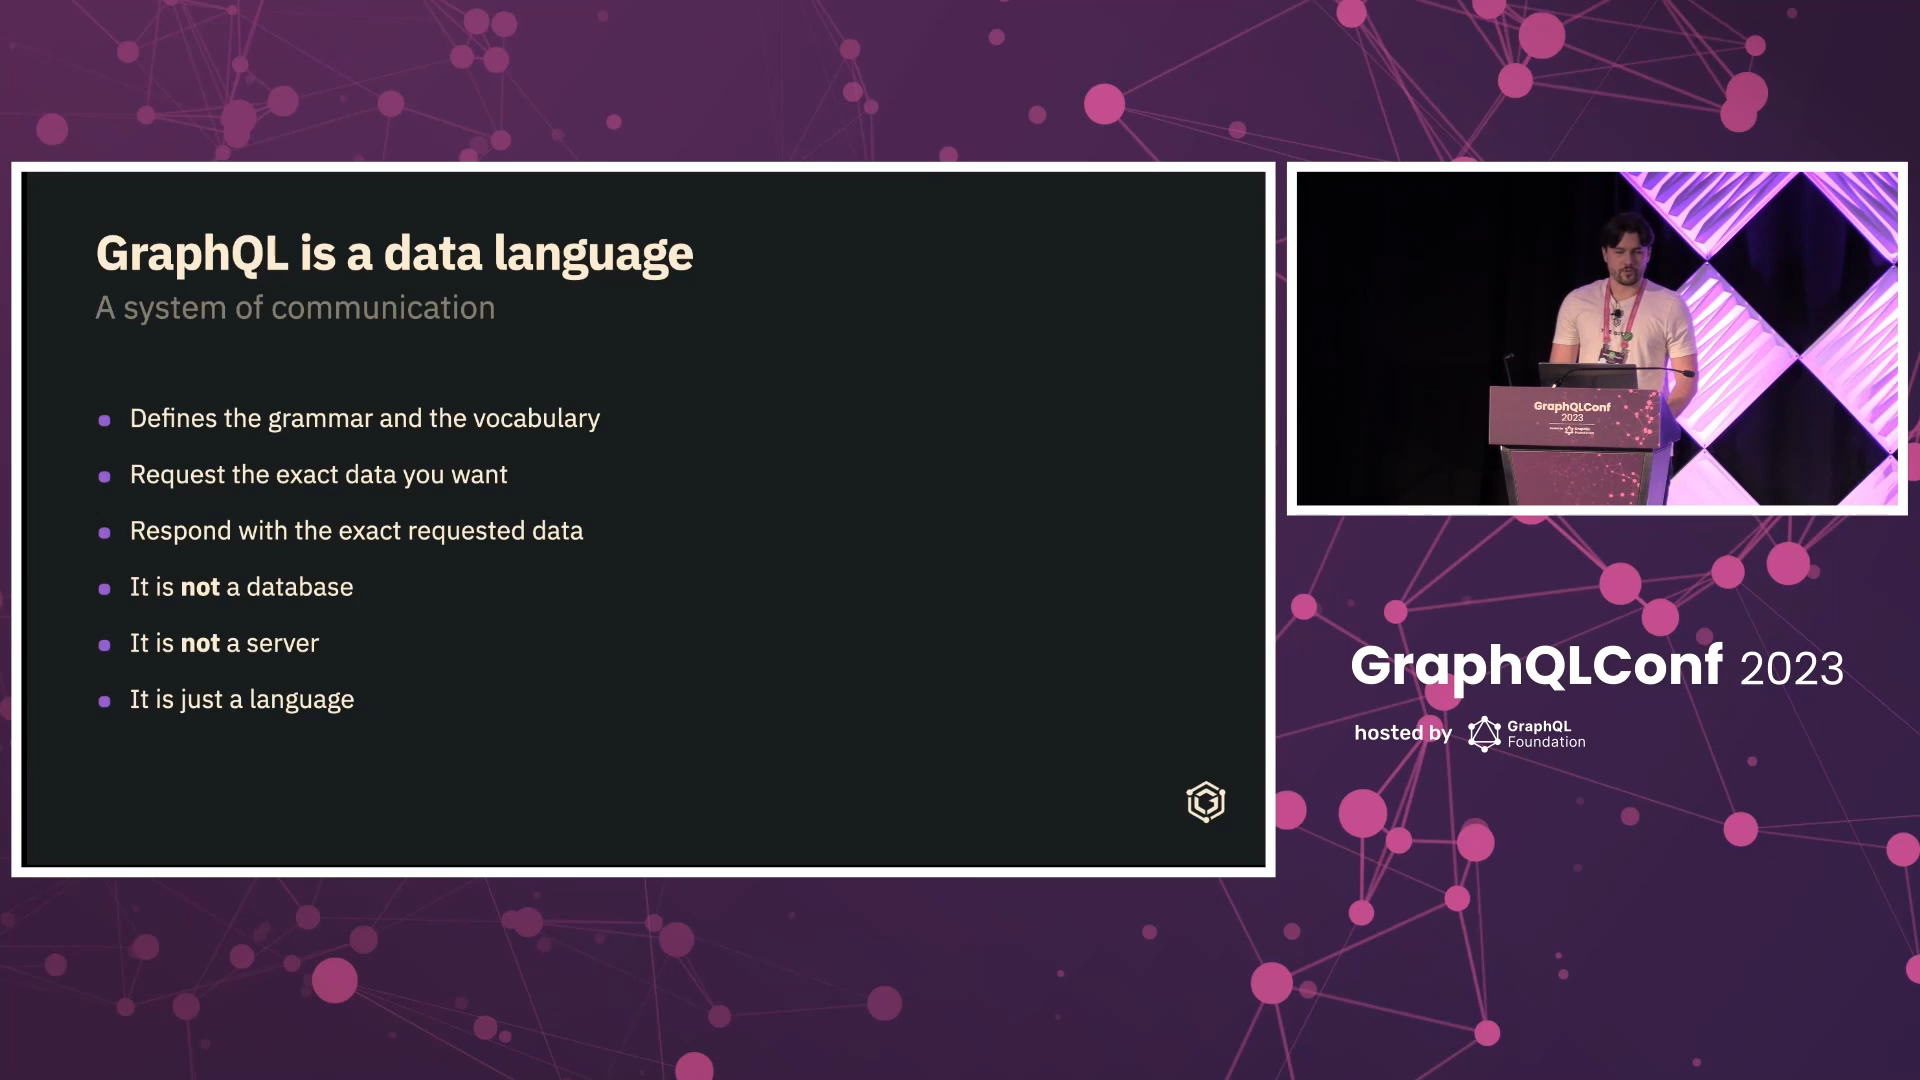 GraphQL is a data language
A system of communication
Defines the grammar and the vocabulary
Request the exact data you want
Respond with the exact requested data
It is not a database
It is not a server
It is just a language
GraphQLConf
2023
GraphQLConf 2023
hosted by GraphQL
Foundation